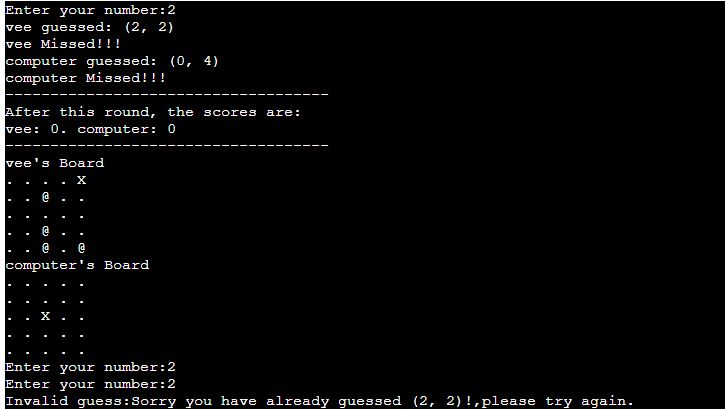 Enter your number:2
vee guessed: (2, 2)
vee Missed!!!
computer guessed: (0, 4)
computer Missed!!!
------------------------------------
After this round, the scores are:
vee: 0. computer: 0
------------------------------------
vee's Board
. . . . X
. . @ . .
. . . . .
. . @ . .
. . @ . @
computer's Board
. . . . .
. . . . .
. . X . .
. . . . .
. . . . .
Enter your number:2
Enter your number:2
Invalid guess:Sorry you have already guessed (2, 2)!,please try again.